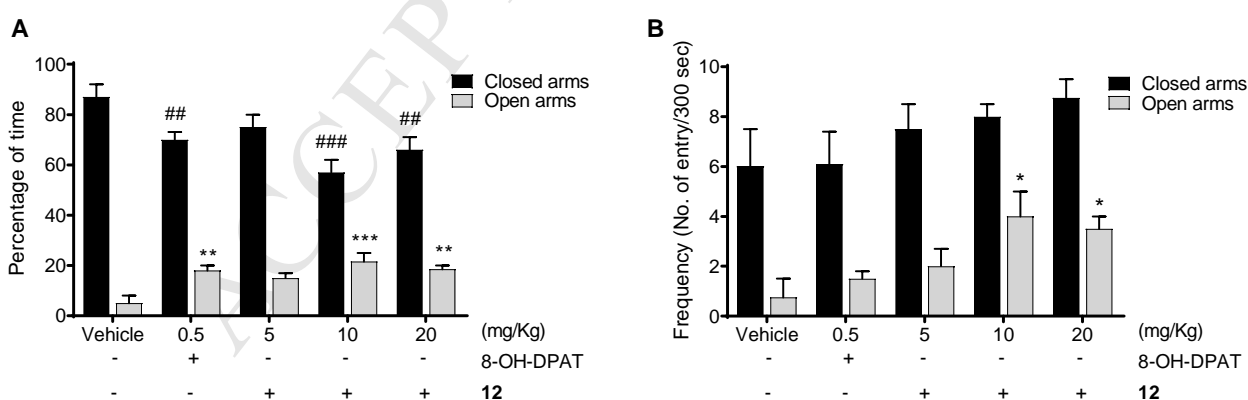 A
100
80
60
40
20
0
Percentage of time
##
**
###
***
##
**
Closed arms
Open arms
Vehicle 0.5 5 10 20 (mg/Kg)
- + - - - 8-OH-DPAT
- - + + + 12
B
10
8
6
4
2
0
Frequency (No. of entry/300 sec)
*
*
Closed arms
Open arms
Vehicle 0.5 5 10 20 (mg/Kg)
- + - - - 8-OH-DPAT
- - + + + 12
ACCEP